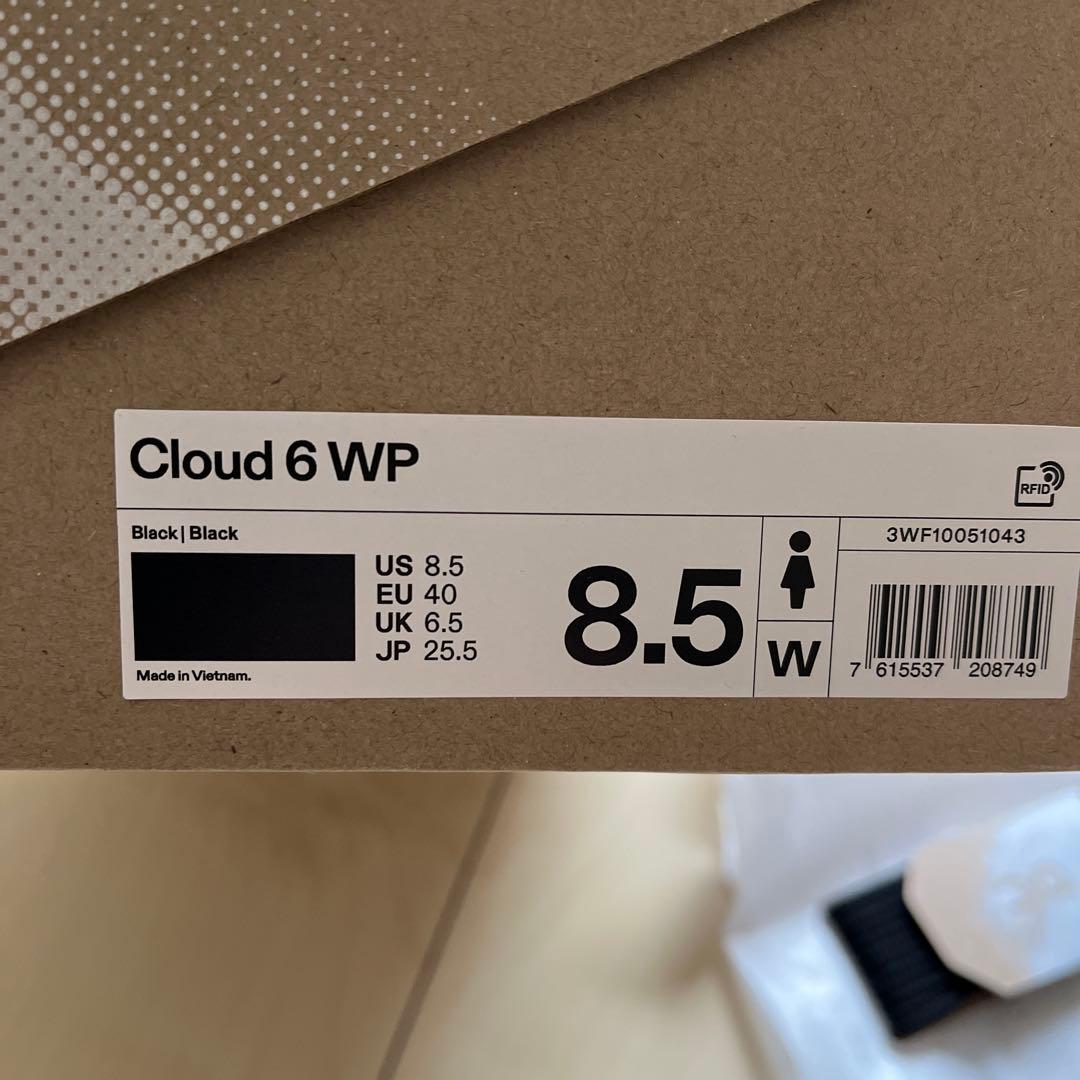 Cloud 6 WP
RFID
Black | Black
US 8.5
EU 40
UK 6.5
JP 25.5
Made in Vietnam.
8.5
W
3WF10051043
7 615537 208749